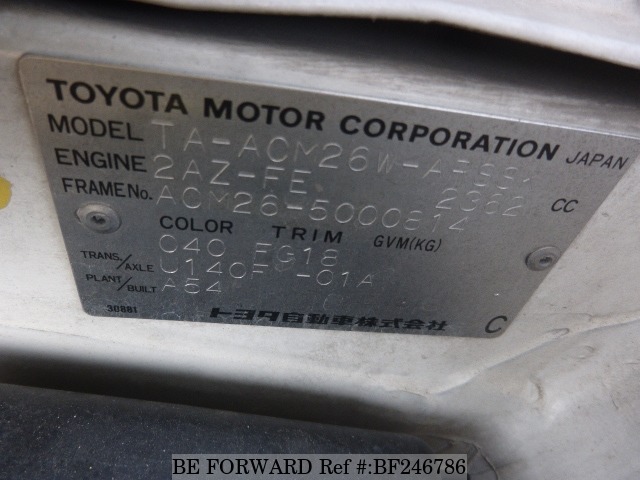 TOYOTA MOTOR CORPORATION JAPAN
MODEL TA-ACM26W-
ENGINE 2AZ-FE 2362 CC
FRAME No. ACM26-5000814
COLOR TRIM GVM(KG)
040 FG18
TRANS./AXLE U140F -01A
PLANT/BUILT A54
30881
トヨタ自動車株式会社 C
BE FORWARD Ref #:BF246786